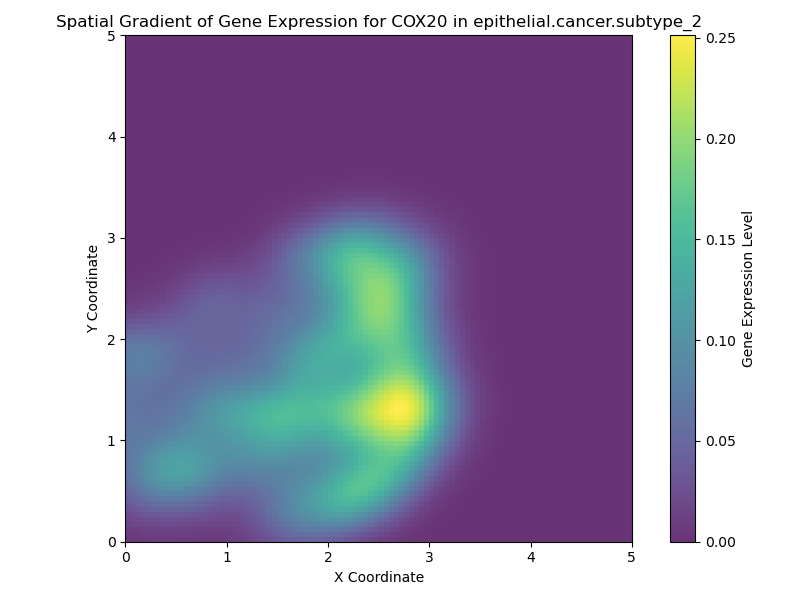 Spatial Gradient of Gene Expression for COX20 in epithelial.cancer.subtype_2
5
4
3
2
1
0
Y Coordinate
0 1 2 3 4 5
X Coordinate
0.25
0.20
0.15
0.10
0.05
0.00
Gene Expression Level